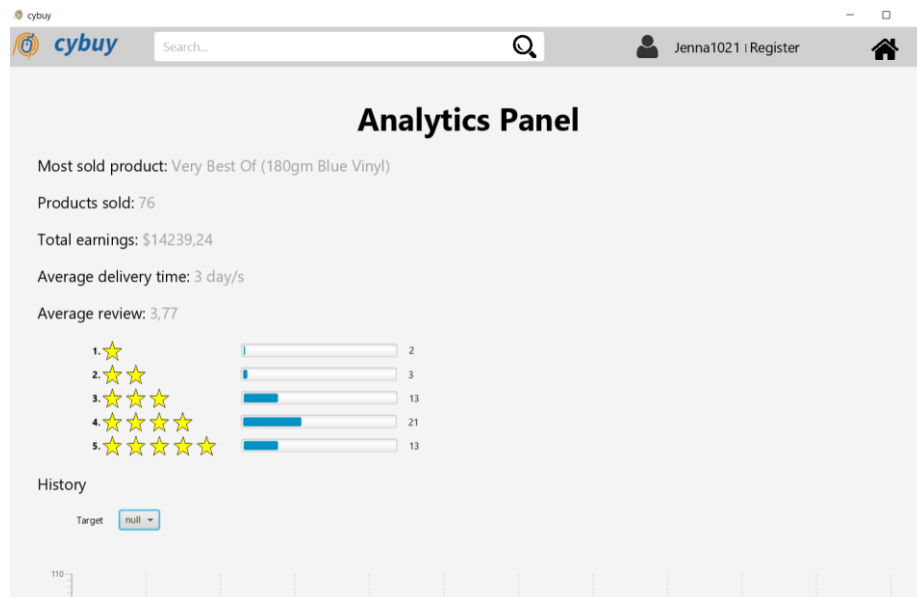 cybuy
cybuy Search... Jenna1021 | Register
Analytics Panel
Most sold product: Very Best Of (180gm Blue Vinyl)
Products sold: 76
Total earnings: $14239,24
Average delivery time: 3 day/s
Average review: 3,77
1. 2
2. 3
3. 13
4. 21
5. 13
History
Target null
110